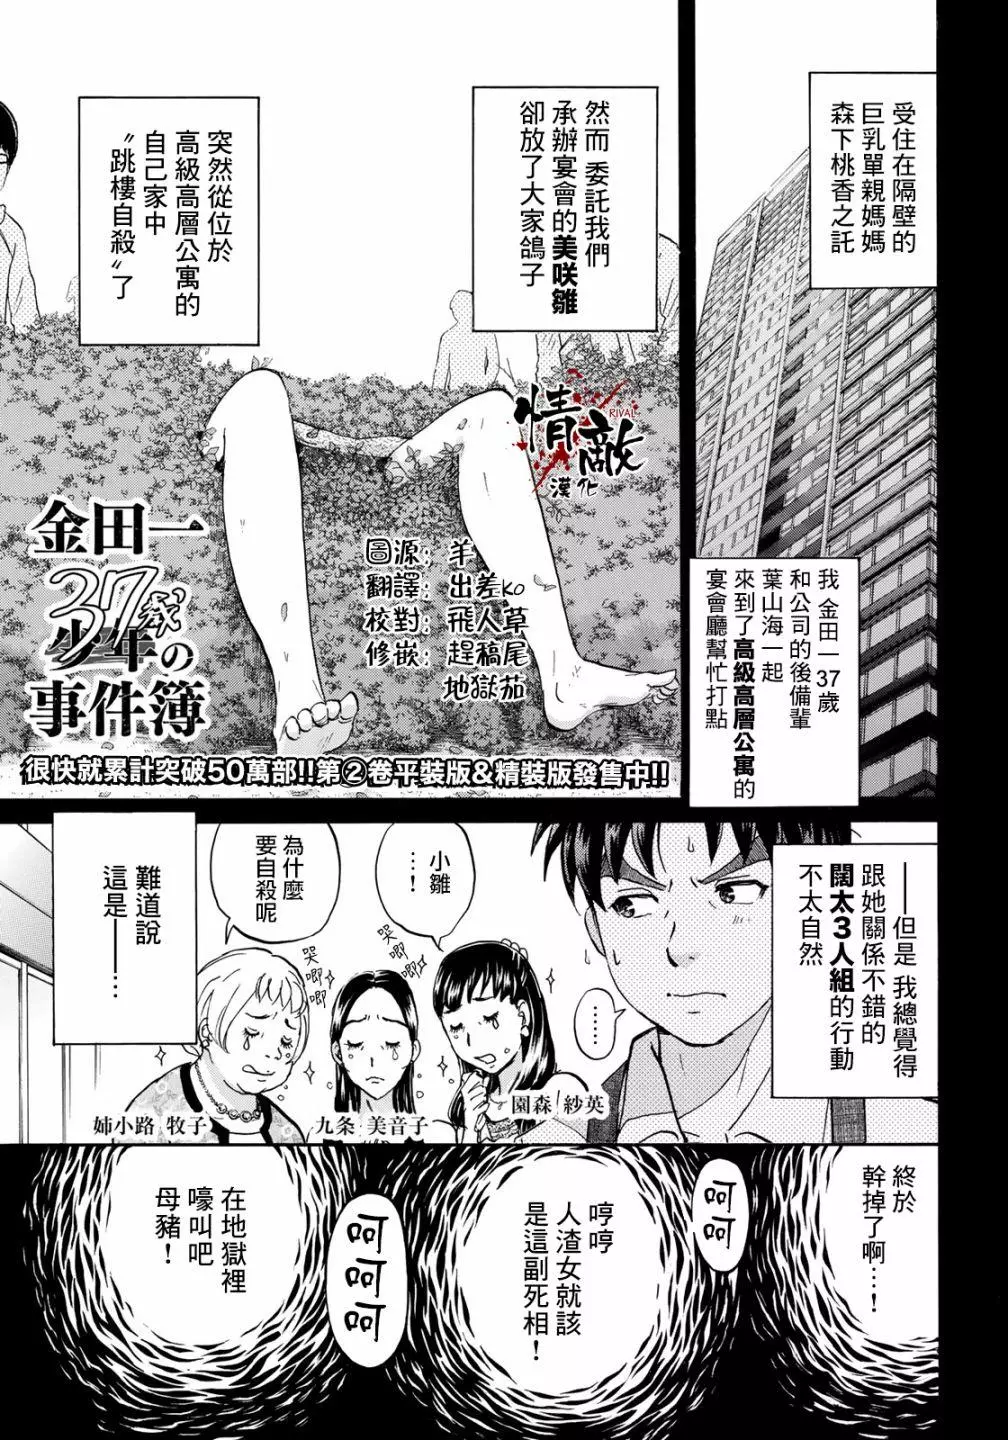 受住在隔壁的
巨乳單親媽媽
森下桃香之託
我 金田一 37歲
和公司的後備輩
葉山海一起
來到了高級高層公寓的
宴會廳幫忙打點
然而 委託我們
承辦宴會的美咲雛
卻放了大家鴿子
突然從位於
高級高層公寓的
自己家中
“跳樓自殺”了
情敵
RIVAL
漢化
金田一
37歲
少年の
事件簿
圖源: 羊
翻譯: 出差ko
校對: 飛人草
修嵌: 趕稿尾
地獄茄
很快就累計突破50萬部!!第②卷平裝版&精裝版發售中!!
——但是 我總覺得
跟她關係不錯的
闊太3人組的行動
不太自然
……
小雛
…!
為什麼
要自殺呢
哭唧
哭唧唧
園森 紗英
九条 美音子
姉小路 牧子
難道說
這是——…
終於
幹掉了啊…!
呵呵
哼哼
人渣女就該
是這副死相!
呵呵呵
在地獄裡
嚎叫吧
母豬!